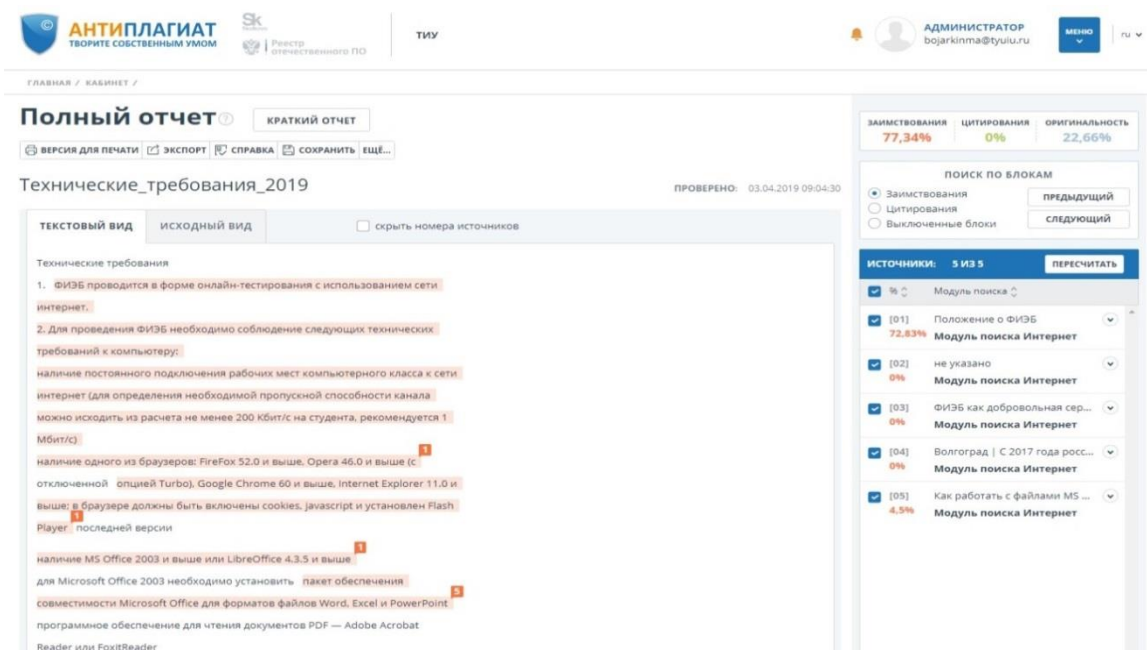 АНТИПЛАГИАТ
ТВОРИТЕ СОБСТВЕННЫМ УМОМ
Sk
Реестр
отечественного ПО
ТИУ
АДМИНИСТРАТОР
bojarkinma@tyuiu.ru
МЕНЮ
ru
ГЛАВНАЯ / КАБИНЕТ /
Полный отчет
КРАТКИЙ ОТЧЕТ
ВЕРСИЯ ДЛЯ ПЕЧАТИ ЭКСПОРТ СПРАВКА СОХРАНИТЬ ЕЩЁ...
Технические_требования_2019
ПРОВЕРЕНО: 03.04.2019 09:04:30
ТЕКСТОВЫЙ ВИД ИСХОДНЫЙ ВИД скрыть номера источников
Технические требования
1. ФИЭБ проводится в форме онлайн-тестирования с использованием сети
интернет.
2. Для проведения ФИЭБ необходимо соблюдение следующих технических
требований к компьютеру:
наличие постоянного подключения рабочих мест компьютерного класса к сети
интернет (для определения необходимой пропускной способности канала
можно исходить из расчета не менее 200 Кбит/с на студента, рекомендуется 1
Мбит/с)
1
наличие одного из браузеров: FireFox 52.0 и выше, Opera 46.0 и выше (с
отключенной опцией Turbo), Google Chrome 60 и выше, Internet Explorer 11.0 и
выше; в браузере должны быть включены cookies, javascript и установлен Flash
1
Player последней версии
1
наличие MS Office 2003 и выше или LibreOffice 4.3.5 и выше
для Microsoft Office 2003 необходимо установить пакет обеспечения
5
совместимости Microsoft Office для форматов файлов Word, Excel и PowerPoint
программное обеспечение для чтения документов PDF — Adobe Acrobat
Reader или FoxitReader
ЗАИМСТВОВАНИЯ ЦИТИРОВАНИЯ ОРИГИНАЛЬНОСТЬ
77,34% 0% 22,66%
ПОИСК ПО БЛОКАМ
Заимствования
Цитирования
Выключенные блоки
ПРЕДЫДУЩИЙ
СЛЕДУЮЩИЙ
ИСТОЧНИКИ: 5 ИЗ 5 ПЕРЕСЧИТАТЬ
% Модуль поиска
[01] Положение о ФИЭБ
72,83% Модуль поиска Интернет
[02] не указано
0% Модуль поиска Интернет
[03] ФИЭБ как добровольная сер...
0% Модуль поиска Интернет
[04] Волгоград | С 2017 года росс...
0% Модуль поиска Интернет
[05] Как работать с файлами MS ...
4,5% Модуль поиска Интернет